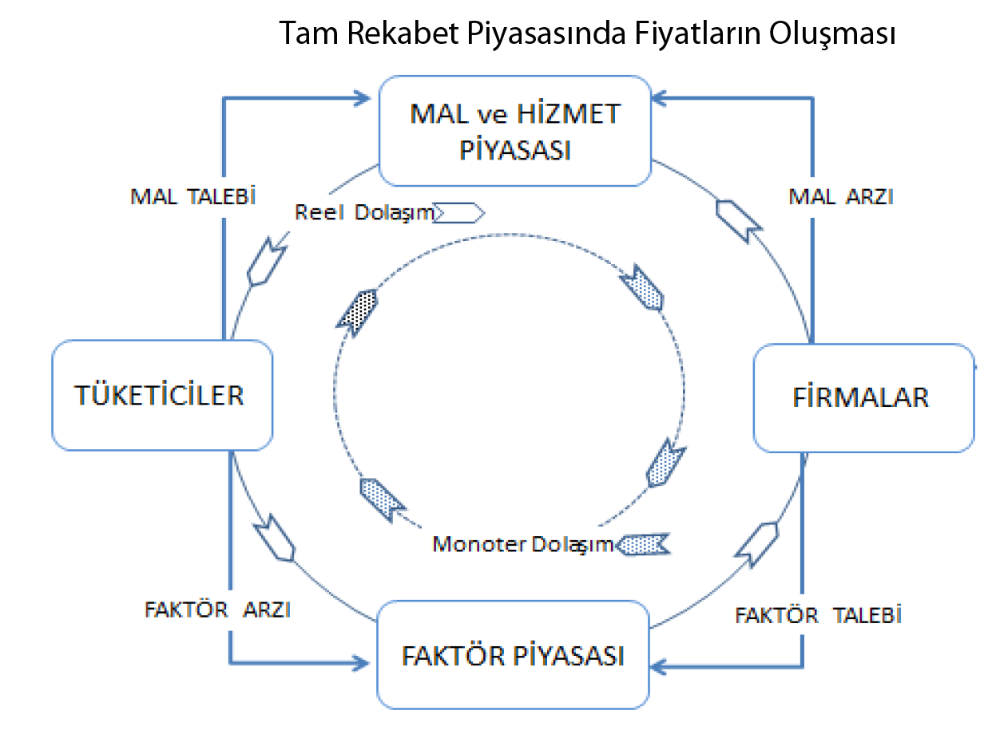 Tam Rekabet Piyasasında Fiyatların Oluşması
MAL ve HİZMET
PİYASASI
MAL TALEBİ
MAL ARZI
Reel Dolaşım
TÜKETİCİLER
FİRMALAR
Monoter Dolaşım
FAKTÖR ARZI
FAKTÖR TALEBİ
FAKTÖR PİYASASI